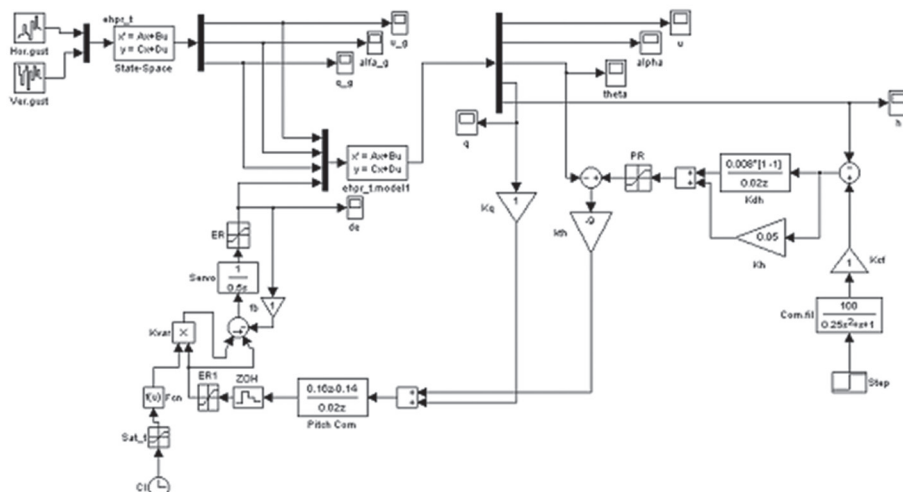 ehpr_t
Hor.gust
Ver.gust
x' = Ax+Bu
y = Cx+Du
State-Space
u_g
alfa_g
q_g
x' = Ax+Bu
y = Cx+Du
ehpr_t.model1
u
alpha
theta
h
q
PR
0.008*[1 -1]
0.02z
Kdh
0.05
Kh
1
Kcf
100
0.25s²+s+1
Com.fil
Step
Kq
1
kth
-9
de
ER
Servo
1
0.5s
fb
1
Kvar
X
ER1
ZOH
0.16z-0.14
0.02z
Pitch Com
f(u)
Fcn
Sat_t
Cl